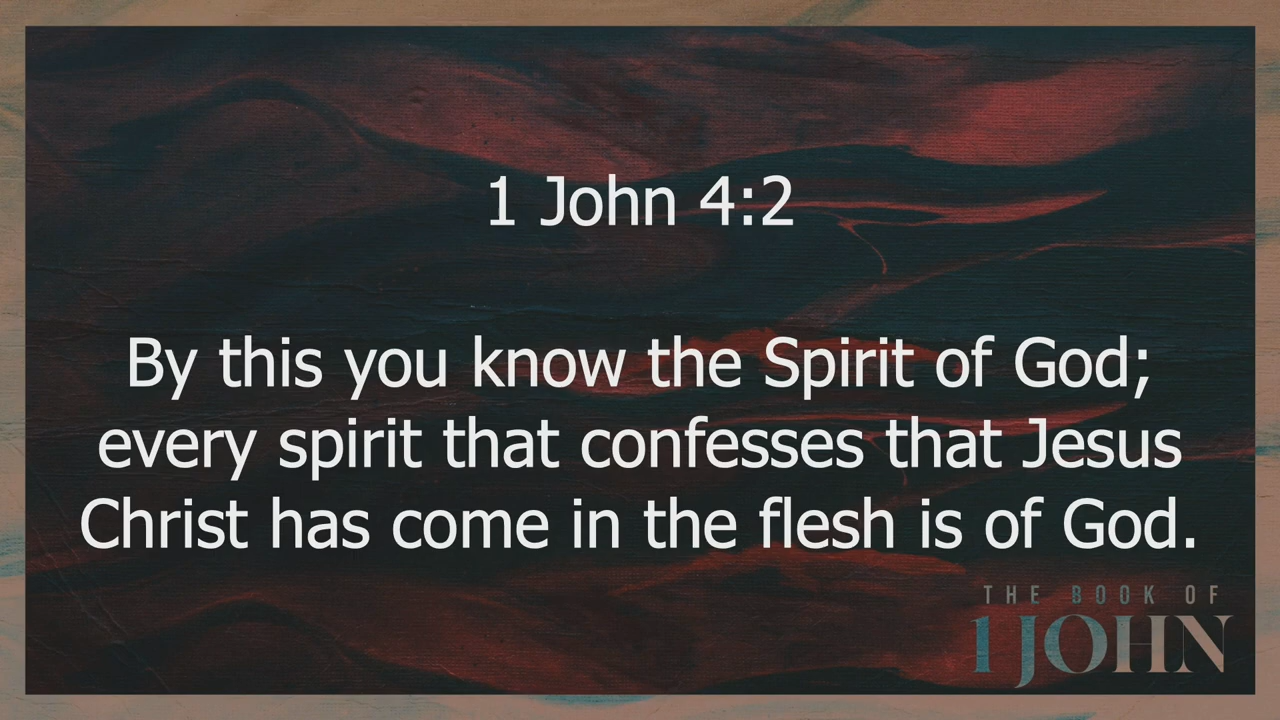 1 John 4:2
By this you know the Spirit of God;
every spirit that confesses that Jesus
Christ has come in the flesh is of God.
THE BOOK OF
1 JOHN